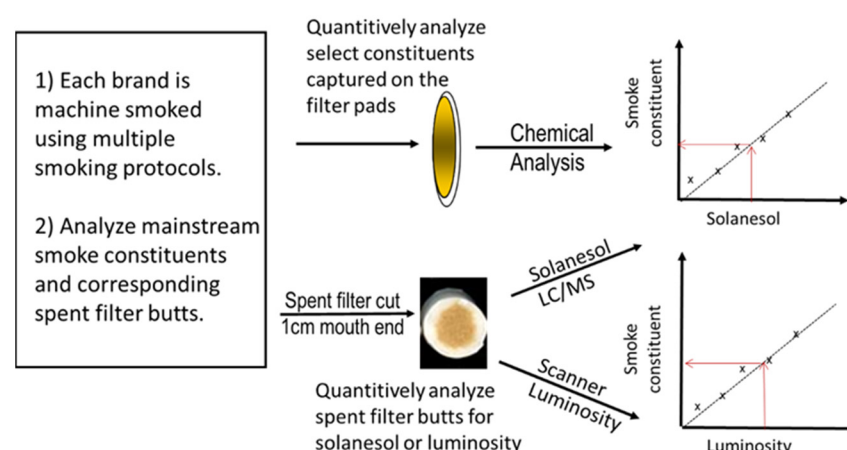 1) Each brand is
machine smoked
using multiple
smoking protocols.
2) Analyze mainstream
smoke constituents
and corresponding
spent filter butts.
Quantitively analyze
select constituents
captured on the
filter pads
Chemical
Analysis
Smoke
constituent
Solanesol
Spent filter cut
1cm mouth end
Quantitively analyze
spent filter butts for
solanesol or luminosity
Solanesol
LC/MS
Scanner
Luminosity
Smoke
constituent
Luminosity